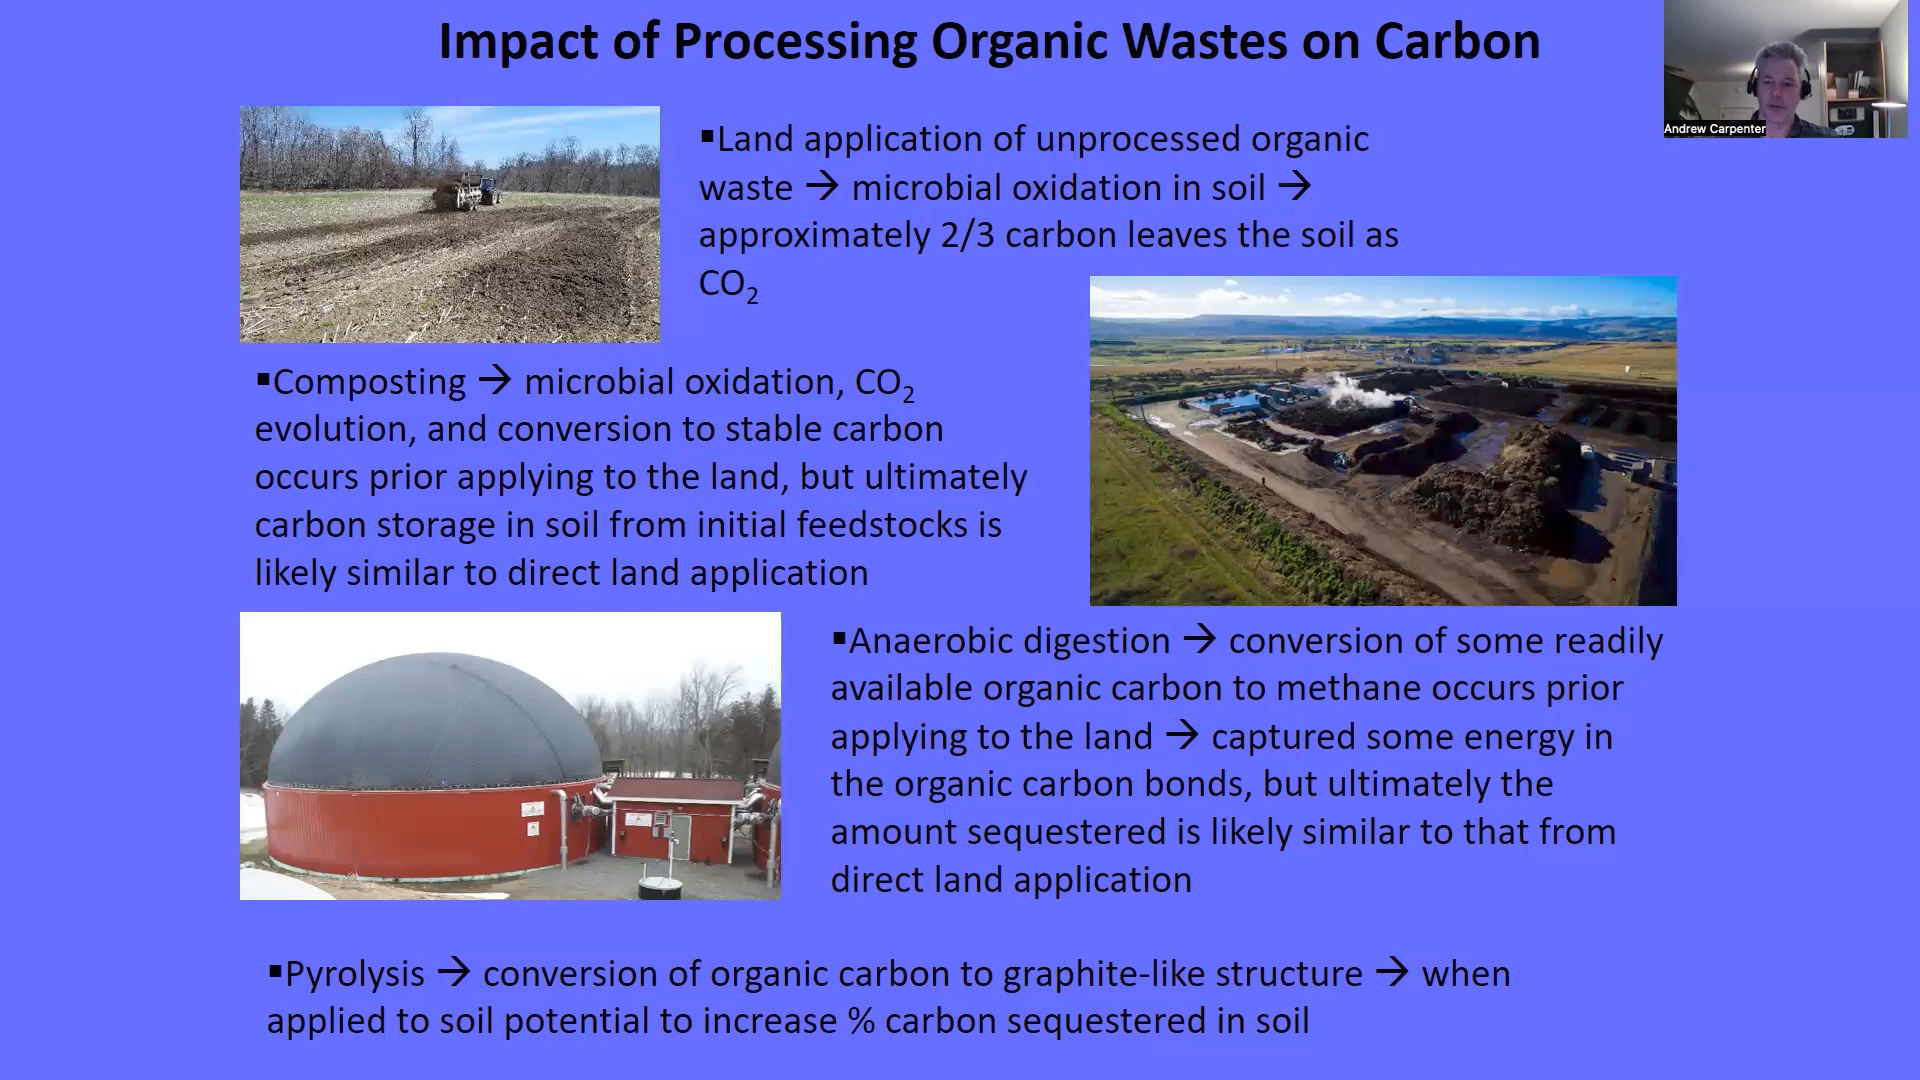 Impact of Processing Organic Wastes on Carbon
Andrew Carpenter
▪Land application of unprocessed organic
waste → microbial oxidation in soil →
approximately 2/3 carbon leaves the soil as
CO₂
▪Composting → microbial oxidation, CO₂
evolution, and conversion to stable carbon
occurs prior applying to the land, but ultimately
carbon storage in soil from initial feedstocks is
likely similar to direct land application
▪Anaerobic digestion → conversion of some readily
available organic carbon to methane occurs prior
applying to the land → captured some energy in
the organic carbon bonds, but ultimately the
amount sequestered is likely similar to that from
direct land application
▪Pyrolysis → conversion of organic carbon to graphite-like structure → when
applied to soil potential to increase % carbon sequestered in soil